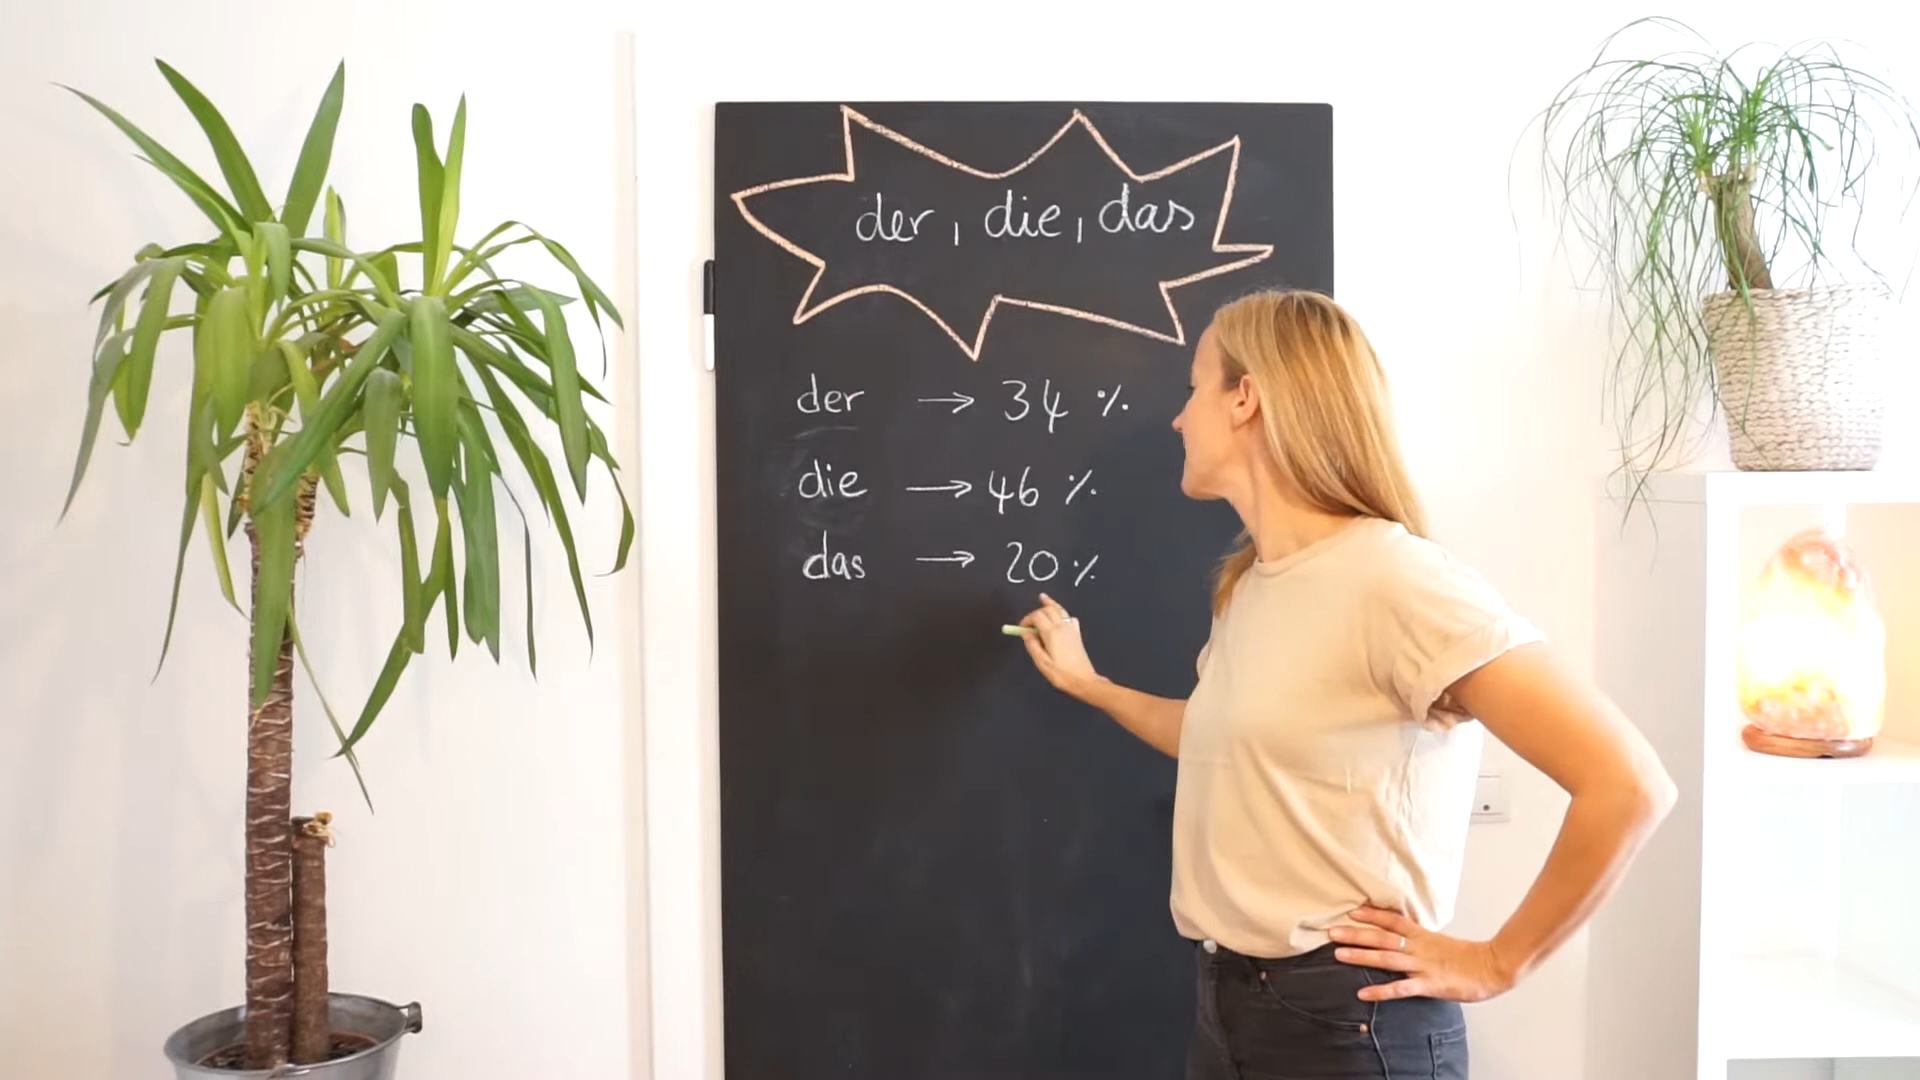 der, die, das
der → 34 %
die → 46 %
das → 20 %